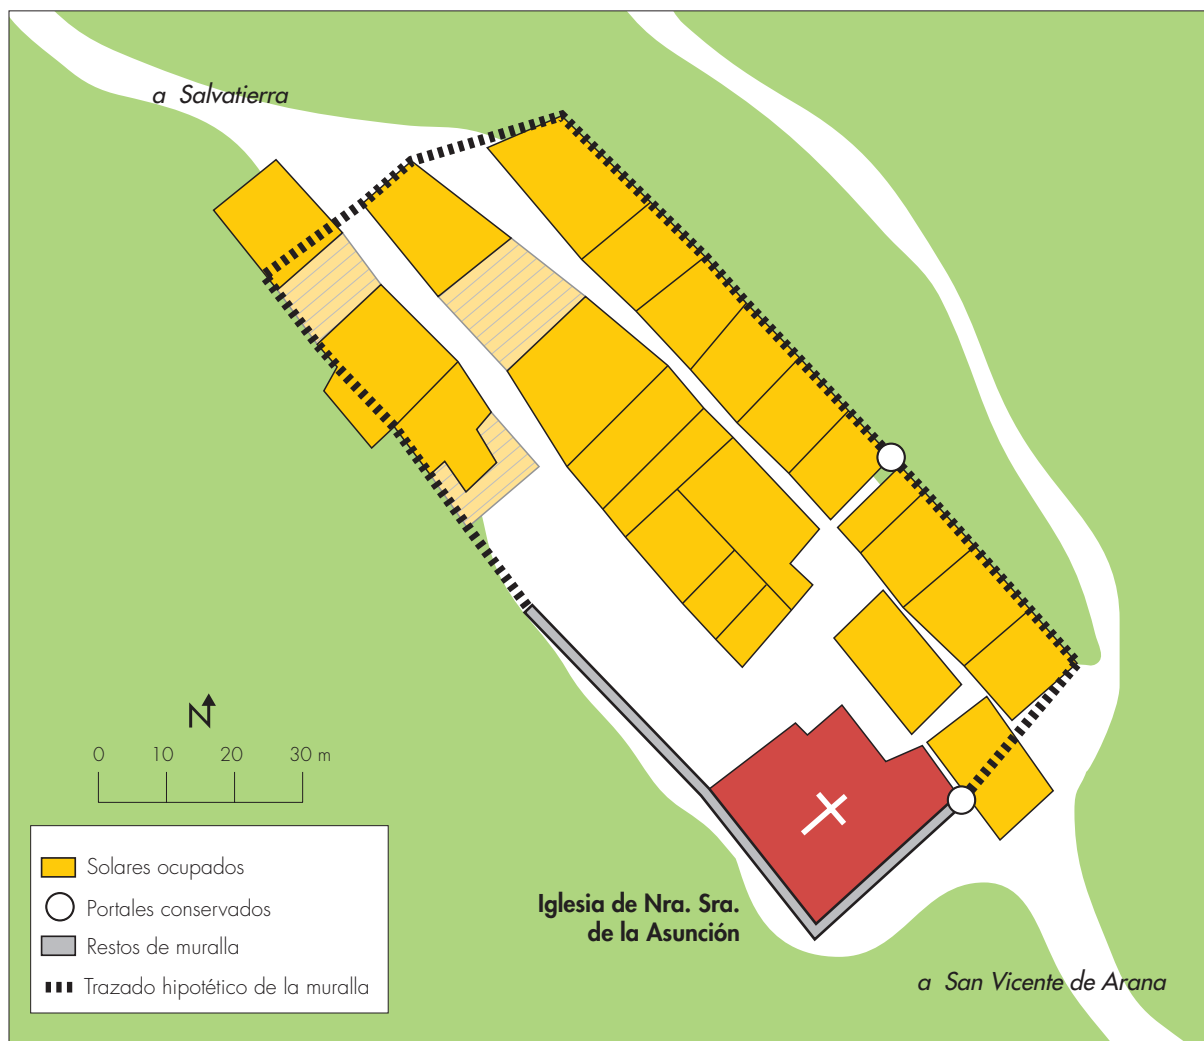 a Salvatierra
N
0 10 20 30 m
Solares ocupados
Portales conservados
Restos de muralla
Trazado hipotético de la muralla
Iglesia de Nra. Sra.
de la Asunción
a San Vicente de Arana